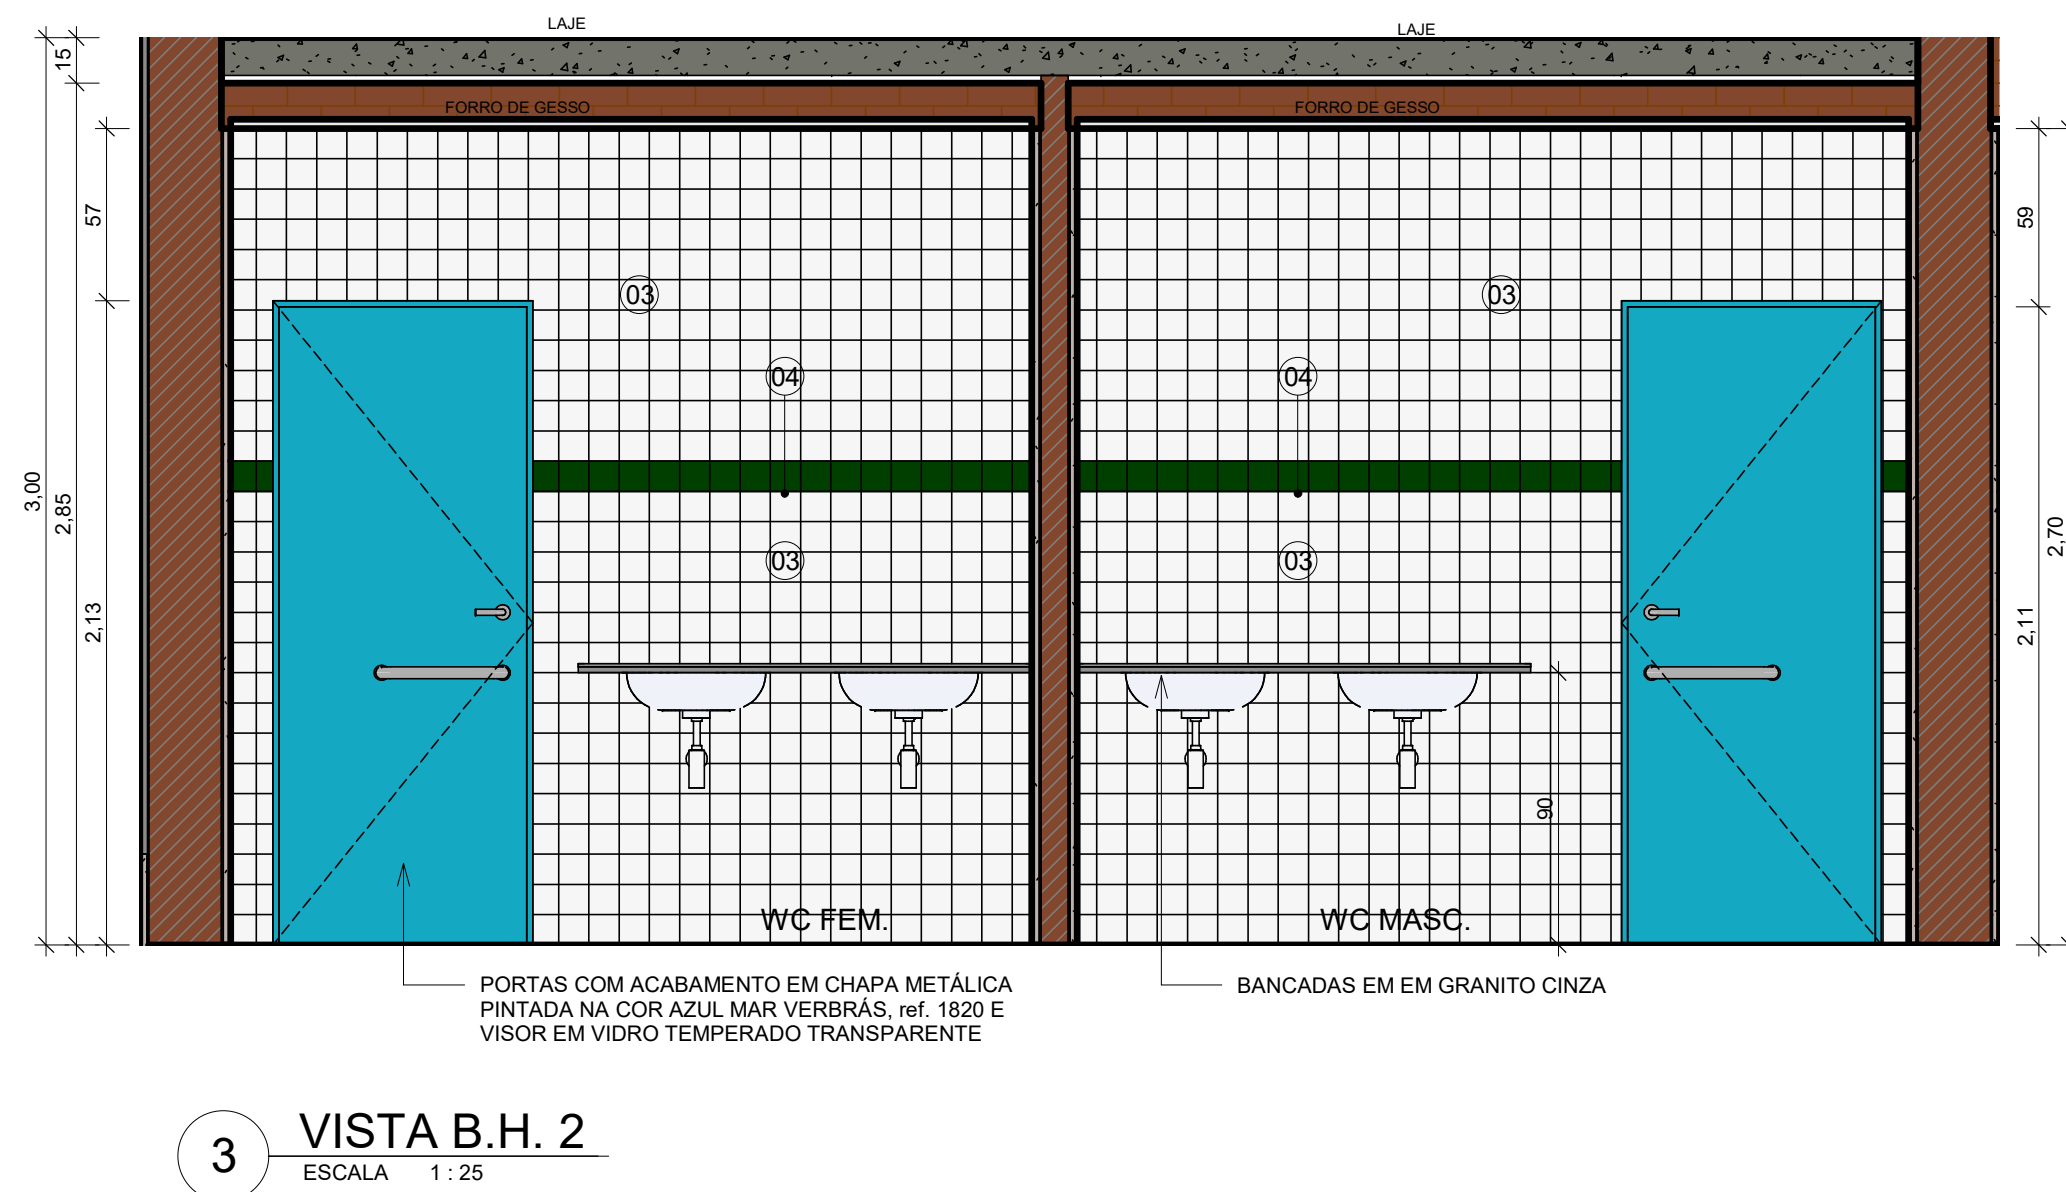 LAJE
LAJE
15
FORRO DE GESSO
FORRO DE GESSO
57
59
03
03
04
04
3,00
2,85
2,70
03
03
2,13
2,11
90
WC FEM.
WC MASC.
PORTAS COM ACABAMENTO EM CHAPA METÁLICA
PINTADA NA COR AZUL MAR VERBRÁS, ref. 1820 E
VISOR EM VIDRO TEMPERADO TRANSPARENTE
BANCADAS EM EM GRANITO CINZA
3
VISTA B.H. 2
ESCALA 1 : 25